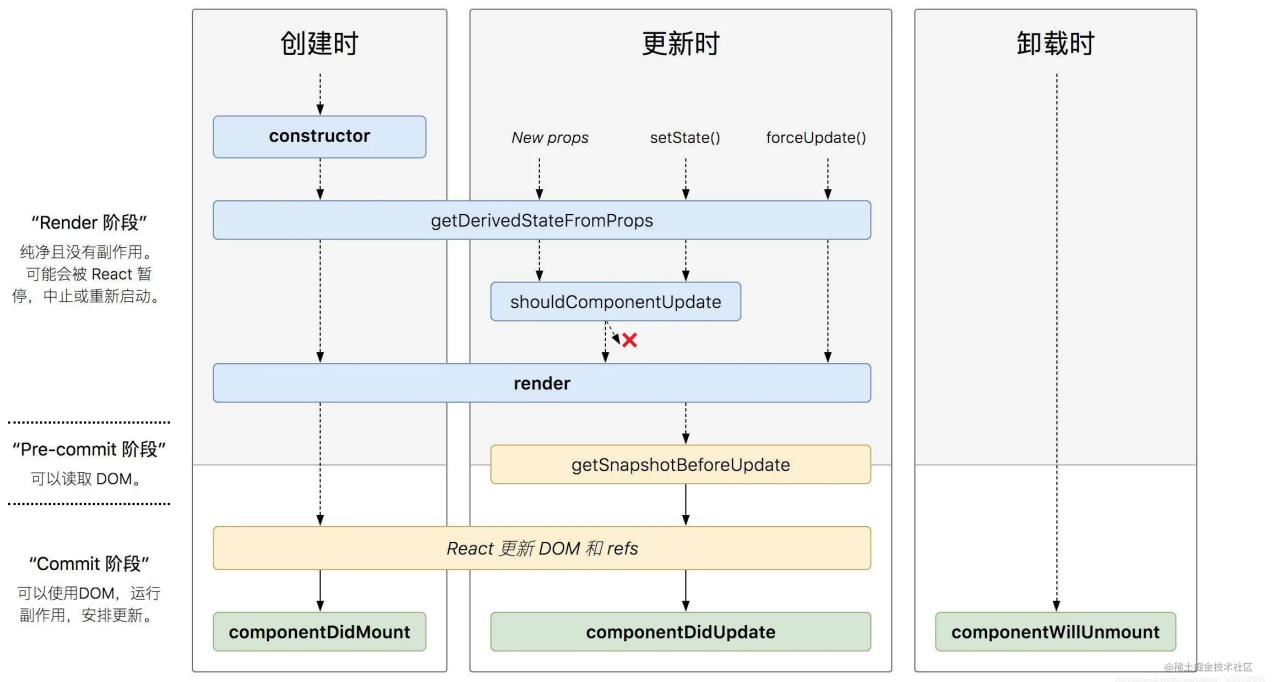 创建时
更新时
卸载时
constructor
New props
setState()
forceUpdate()
getDerivedStateFromProps
“Render 阶段”
纯净且没有副作用。
可能会被 React 暂
停，中止或重新启动。
shouldComponentUpdate
render
“Pre-commit 阶段”
可以读取 DOM。
getSnapshotBeforeUpdate
React 更新 DOM 和 refs
“Commit 阶段”
可以使用DOM，运行
副作用，安排更新。
componentDidMount
componentDidUpdate
componentWillUnmount
@稀土掘金技术社区